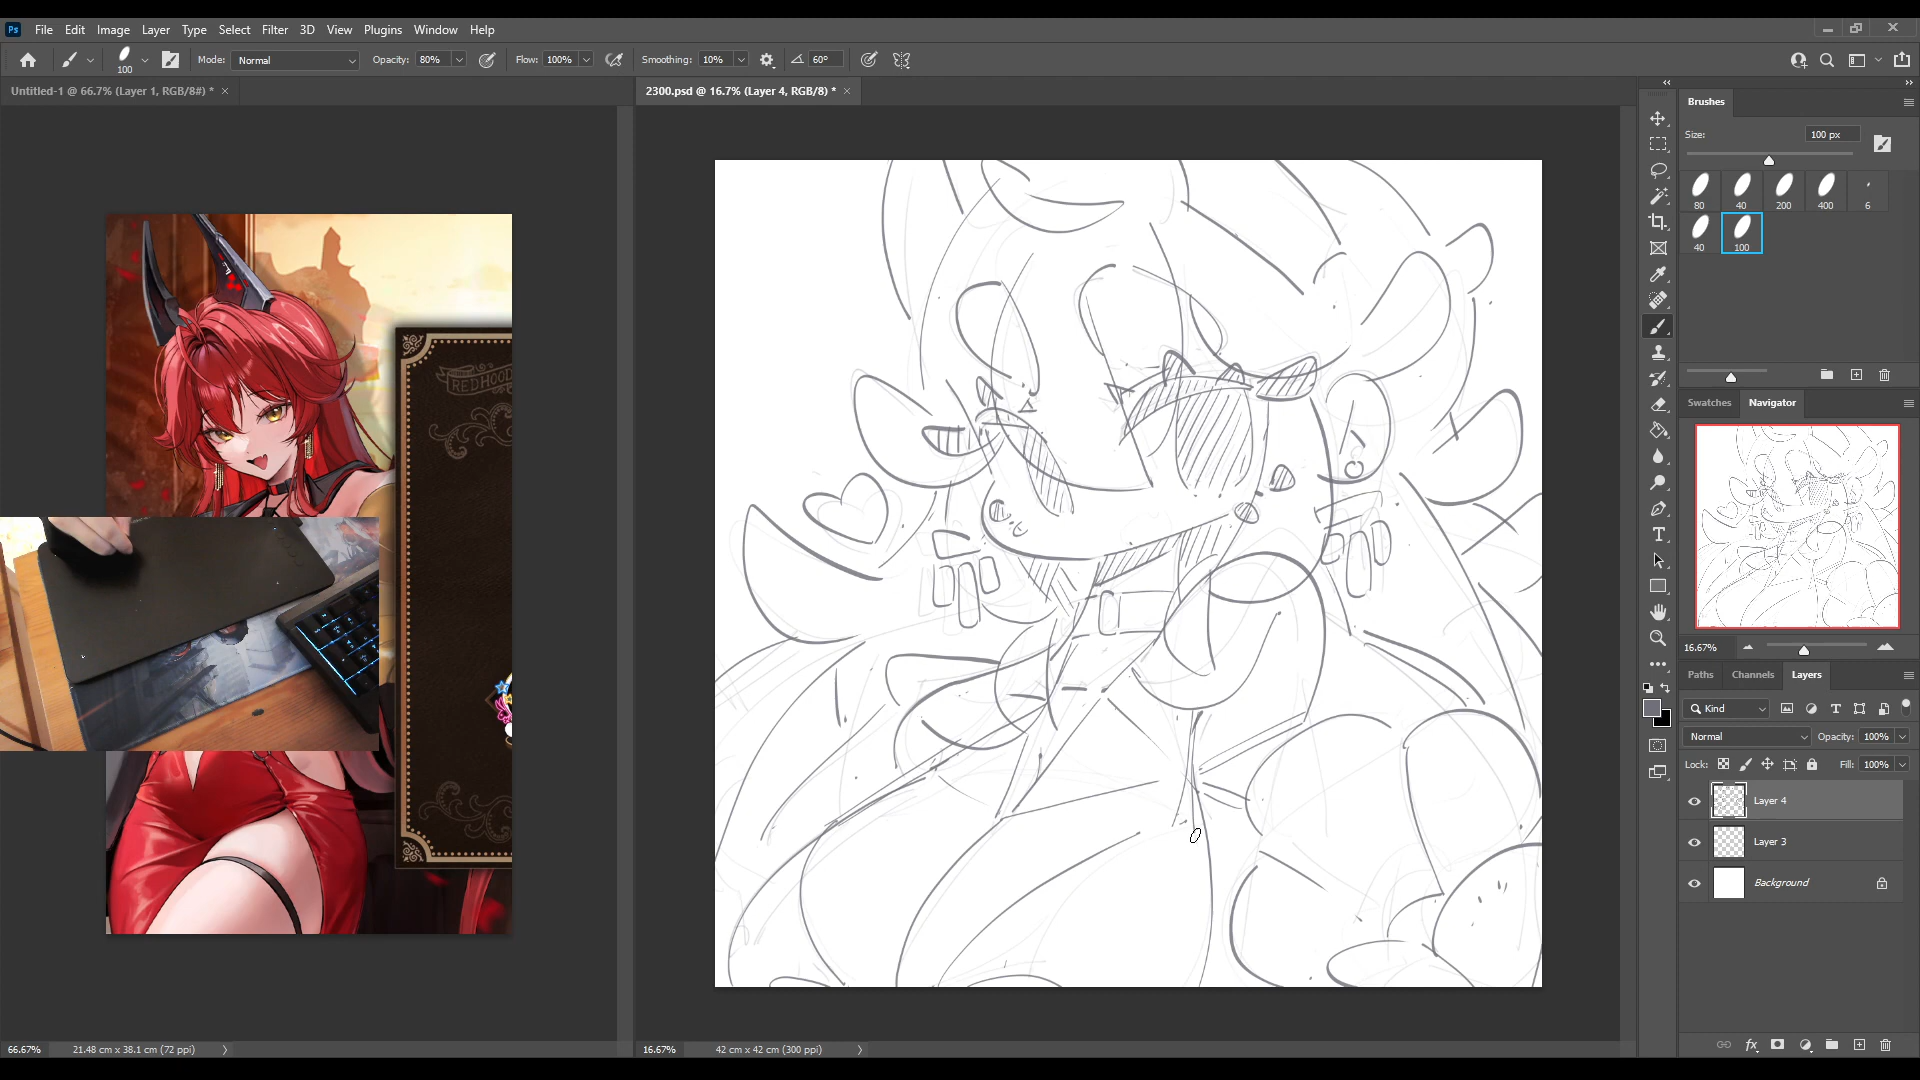 Ps File Edit Image Layer Type Select Filter 3D View Plugins Window Help
100 Mode: Normal Opacity: 80% Flow: 100% Smoothing: 10% 60°
Untitled-1 @ 66.7% (Layer 1, RGB/8#) * ×
2300.psd @ 16.7% (Layer 4, RGB/8) * ×
Brushes
Size: 100 px
80 40 200 400 6
40 100
Swatches Navigator
16.67%
Paths Channels Layers
Kind
Normal Opacity: 100%
Lock: Fill: 100%
Layer 4
Layer 3
Background
REDHOOD
66.67% 21.48 cm x 38.1 cm (72 ppi)
16.67% 42 cm x 42 cm (300 ppi)